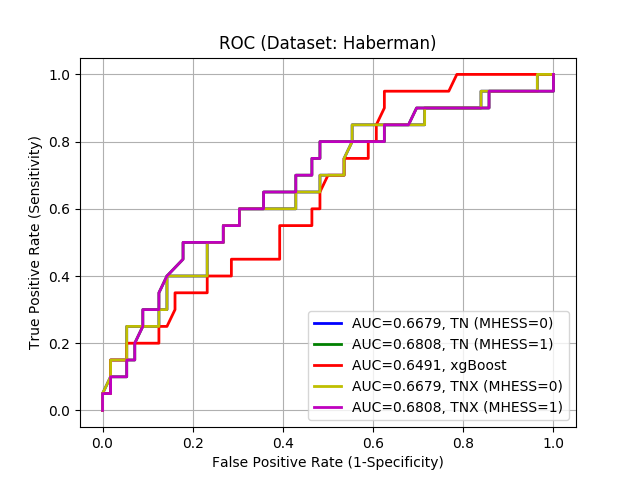 ROC (Dataset: Haberman)
True Positive Rate (Sensitivity)
1.0
0.8
0.6
0.4
0.2
0.0
AUC=0.6679, TN (MHESS=0)
AUC=0.6808, TN (MHESS=1)
AUC=0.6491, xgBoost
AUC=0.6679, TNX (MHESS=0)
AUC=0.6808, TNX (MHESS=1)
0.0 0.2 0.4 0.6 0.8 1.0
False Positive Rate (1-Specificity)